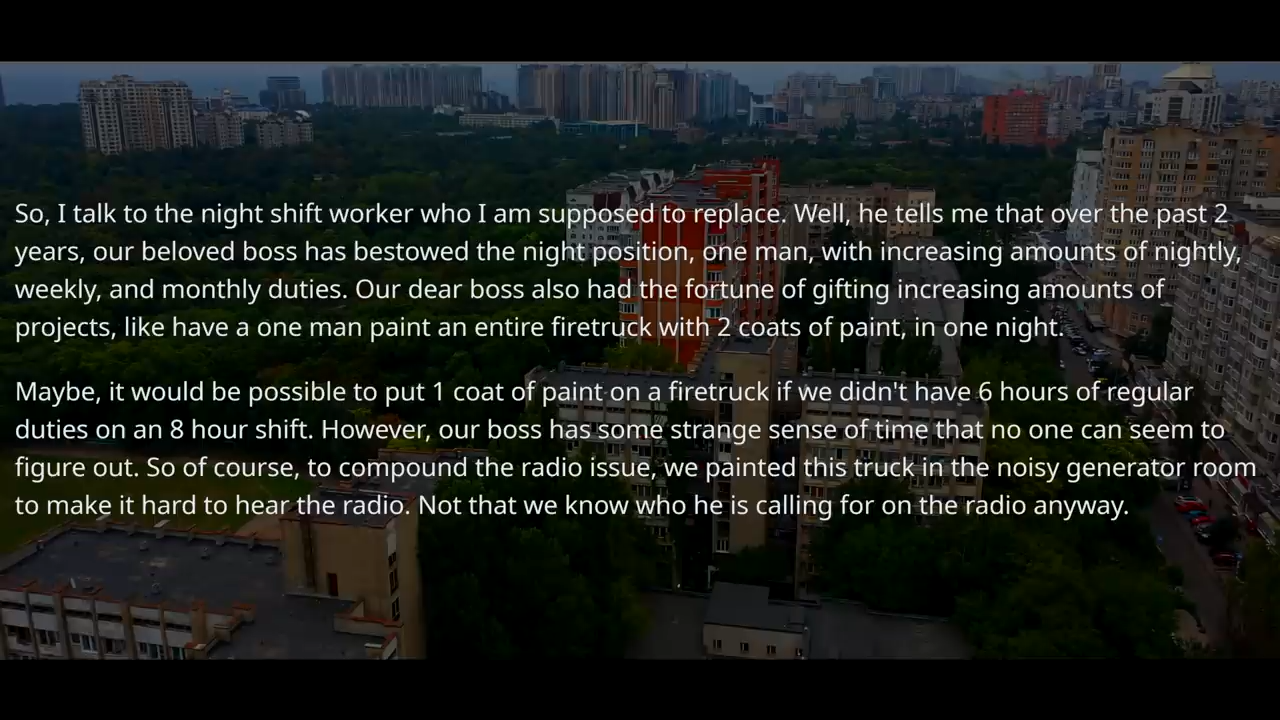 So, I talk to the night shift worker who I am supposed to replace. Well, he tells me that over the past 2
years, our beloved boss has bestowed the night position, one man, with increasing amounts of nightly,
weekly, and monthly duties. Our dear boss also had the fortune of gifting increasing amounts of
projects, like have a one man paint an entire firetruck with 2 coats of paint, in one night.
Maybe, it would be possible to put 1 coat of paint on a firetruck if we didn't have 6 hours of regular
duties on an 8 hour shift. However, our boss has some strange sense of time that no one can seem to
figure out. So of course, to compound the radio issue, we painted this truck in the noisy generator room
to make it hard to hear the radio. Not that we know who he is calling for on the radio anyway.